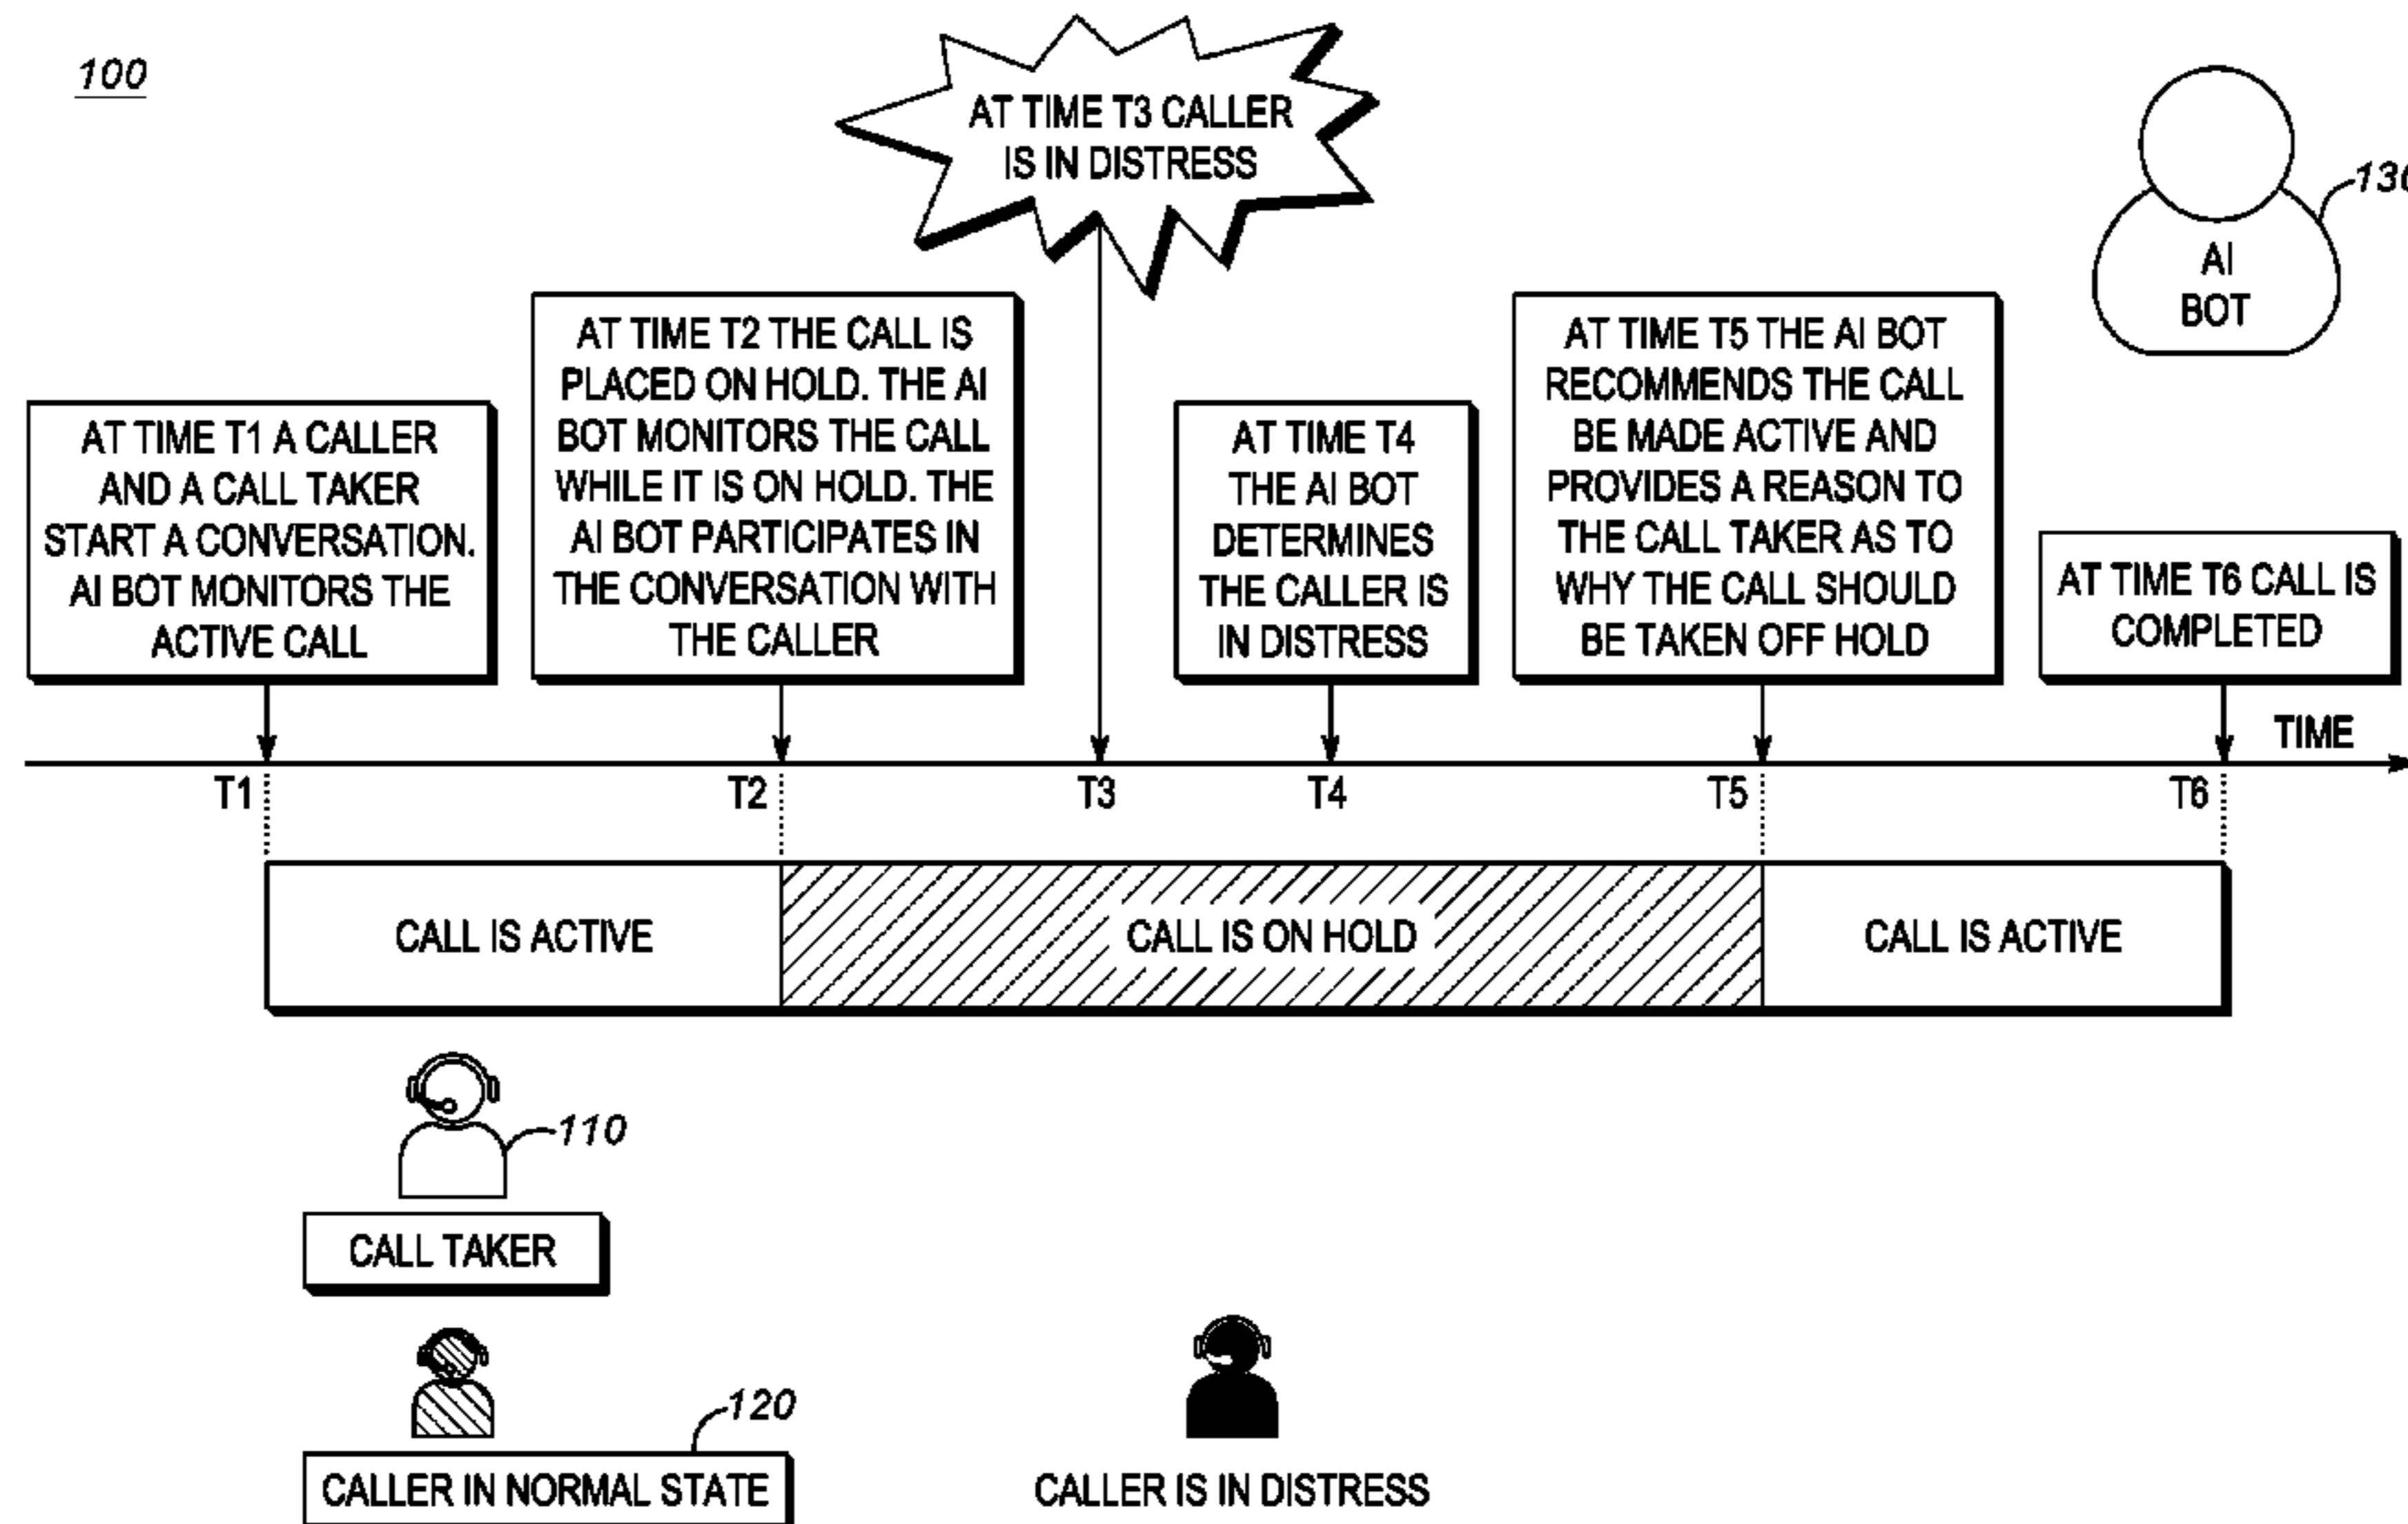 100
AT TIME T3 CALLER
IS IN DISTRESS
130
AI
BOT
AT TIME T1 A CALLER
AND A CALL TAKER
START A CONVERSATION.
AI BOT MONITORS THE
ACTIVE CALL
AT TIME T2 THE CALL IS
PLACED ON HOLD. THE AI
BOT MONITORS THE CALL
WHILE IT IS ON HOLD. THE
AI BOT PARTICIPATES IN
THE CONVERSATION WITH
THE CALLER
AT TIME T4
THE AI BOT
DETERMINES
THE CALLER IS
IN DISTRESS
AT TIME T5 THE AI BOT
RECOMMENDS THE CALL
BE MADE ACTIVE AND
PROVIDES A REASON TO
THE CALL TAKER AS TO
WHY THE CALL SHOULD
BE TAKEN OFF HOLD
AT TIME T6 CALL IS
COMPLETED
TIME
T1 T2 T3 T4 T5 T6
CALL IS ACTIVE CALL IS ON HOLD CALL IS ACTIVE
110
CALL TAKER
120
CALLER IN NORMAL STATE CALLER IS IN DISTRESS